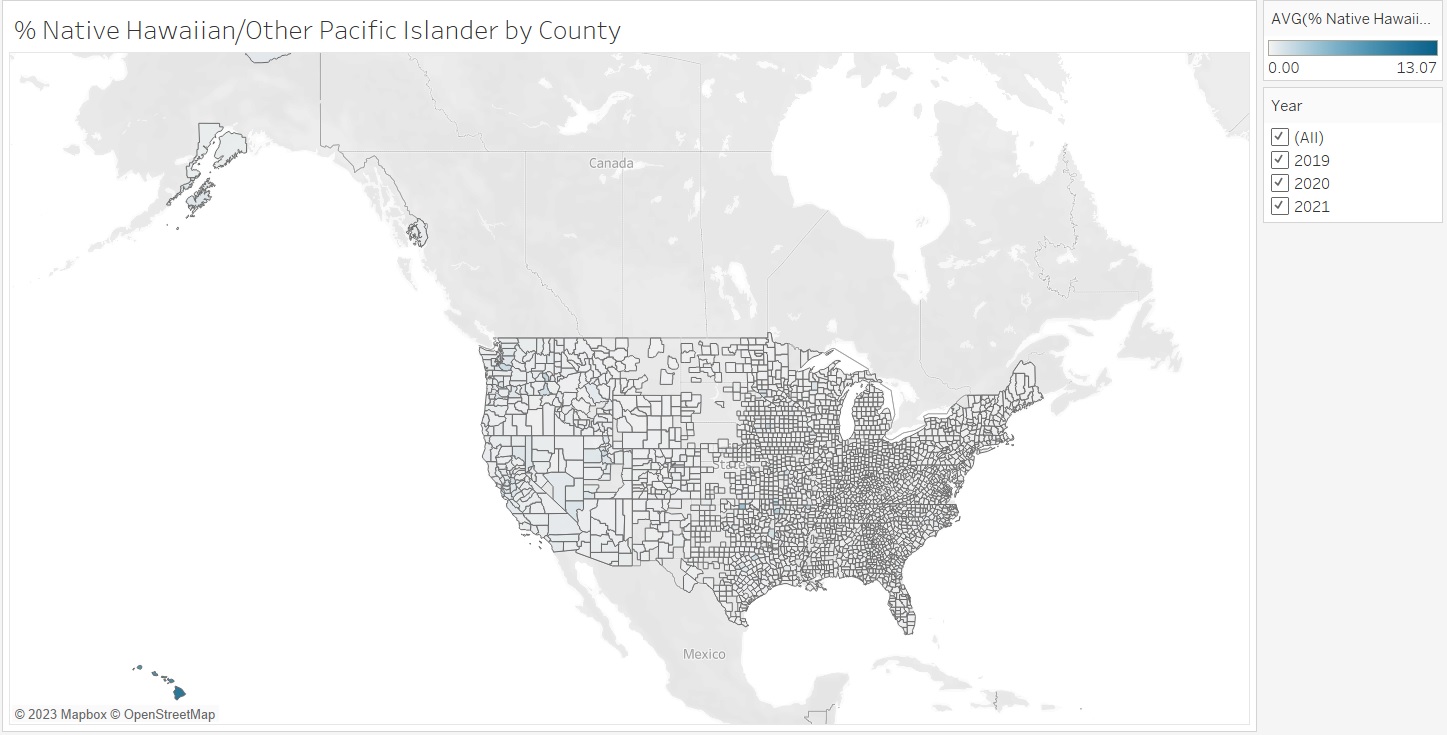 % Native Hawaiian/Other Pacific Islander by County
AVG(% Native Hawaii...
0.00 13.07
Year
(All)
2019
2020
2021
Canada
States
Mexico
© 2023 Mapbox © OpenStreetMap